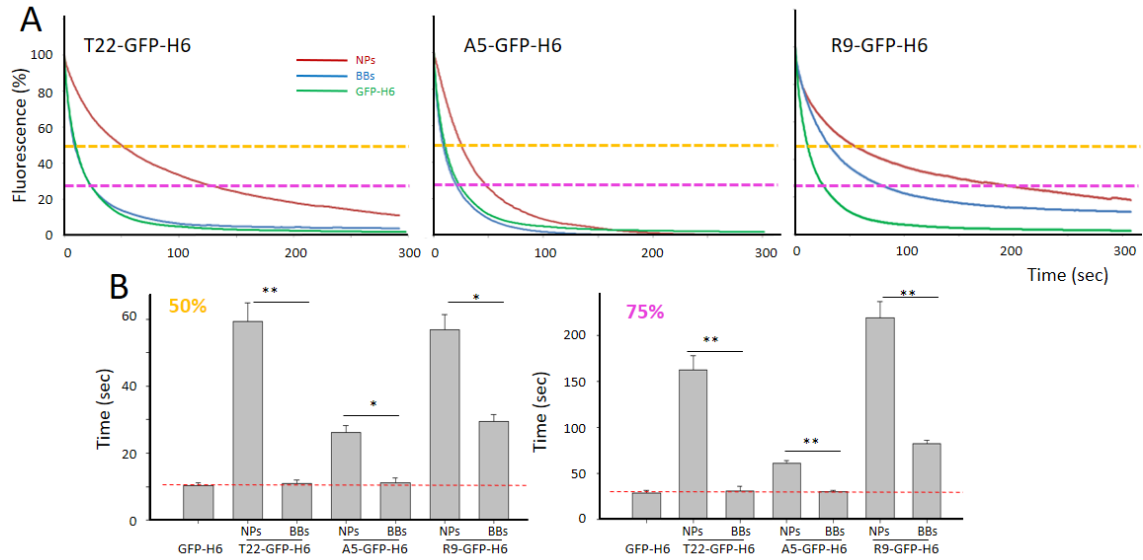 A
T22-GFP-H6
A5-GFP-H6
R9-GFP-H6
NPs
BBs
GFP-H6
Fluorescence (%)
100
80
60
40
20
0
0 100 200 300
0 100 200 300
0 100 200 300
Time (sec)
B
50%
Time (sec)
60
40
20
0
** * *
NPs BBs NPs BBs NPs BBs
GFP-H6 T22-GFP-H6 A5-GFP-H6 R9-GFP-H6
75%
Time (sec)
200
150
100
50
0
** ** **
NPs BBs NPs BBs NPs BBs
GFP-H6 T22-GFP-H6 A5-GFP-H6 R9-GFP-H6